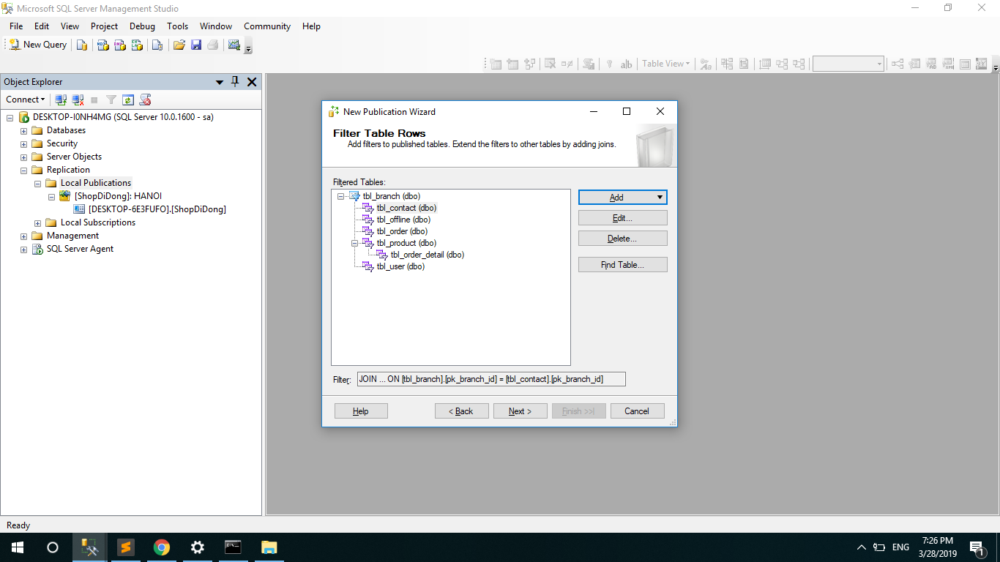 Microsoft SQL Server Management Studio
File Edit View Project Debug Tools Window Community Help
New Query
Table View
Object Explorer
Connect
DESKTOP-I0NH4MG (SQL Server 10.0.1600 - sa)
Databases
Security
Server Objects
Replication
Local Publications
[ShopDiDong]: HANOI
[DESKTOP-6E3FUFO].[ShopDiDong]
Local Subscriptions
Management
SQL Server Agent
New Publication Wizard
Filter Table Rows
Add filters to published tables. Extend the filters to other tables by adding joins.
Filtered Tables:
tbl_branch (dbo)
tbl_contact (dbo)
tbl_offline (dbo)
tbl_order (dbo)
tbl_product (dbo)
tbl_order_detail (dbo)
tbl_user (dbo)
Add
Edit...
Delete...
Find Table...
Filter: JOIN ... ON [tbl_branch].[pk_branch_id] = [tbl_contact].[pk_branch_id]
Help < Back Next > Finish >>| Cancel
Ready
ENG
7:26 PM
3/28/2019
1